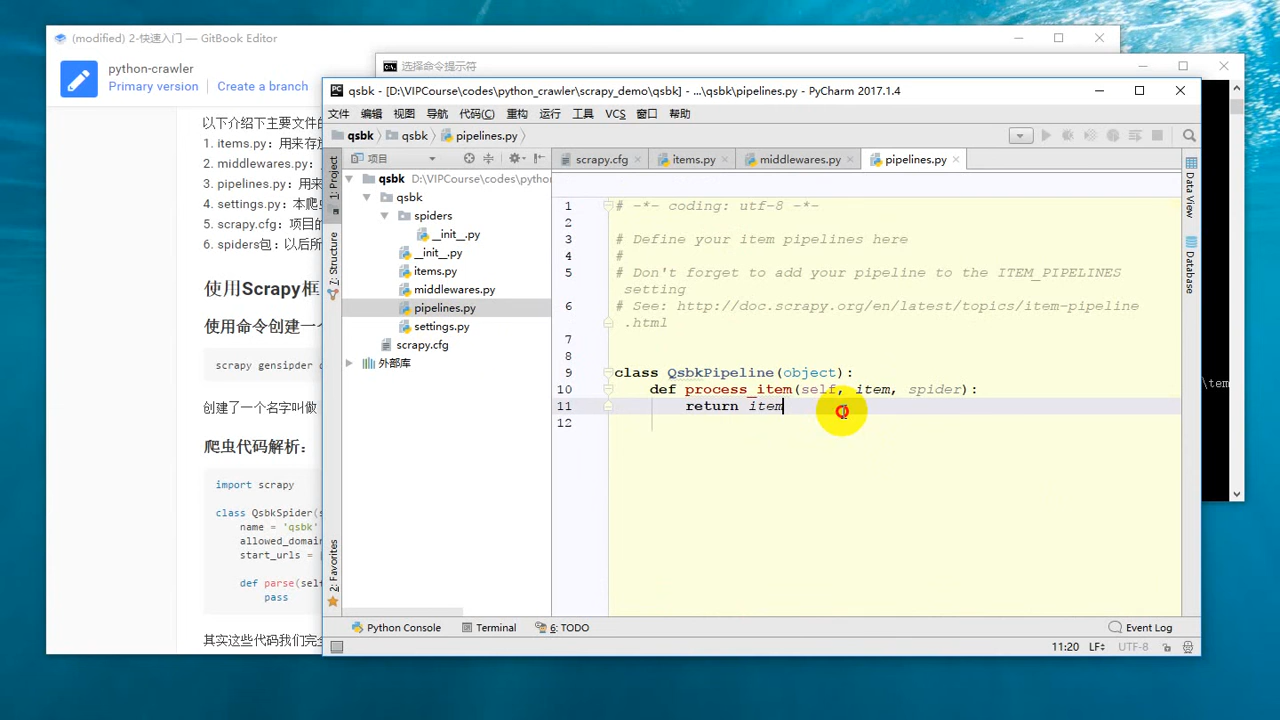 (modified) 2-快速入门 — GitBook Editor
python-crawler
Primary version
Create a branch
选择命令提示符
以下介绍下主要文件的
1. items.py：用来存放
2. middlewares.py：
3. pipelines.py：用来
4. settings.py：本爬虫
5. scrapy.cfg：项目的
6. spiders包：以后所
使用Scrapy框
使用命令创建一个
scrapy gensipder
创建了一个名字叫做
爬虫代码解析：
import scrapy
class QsbkSpider(
name = 'qsbk'
allowed_domain
start_urls =
def parse(self
pass
其实这些代码我们完全
\tem
qsbk - [D:\VIPCourse\codes\python_crawler\scrapy_demo\qsbk] - ...\qsbk\pipelines.py - PyCharm 2017.1.4
文件 编辑 视图 导航 代码(C) 重构 运行 工具 VCS 窗口 帮助
qsbk qsbk pipelines.py
项目
scrapy.cfg items.py middlewares.py pipelines.py
1: Project
Z: Structure
2: Favorites
qsbk D:\VIPCourse\codes\python
qsbk
spiders
__init__.py
__init__.py
items.py
middlewares.py
pipelines.py
settings.py
scrapy.cfg
外部库
1 # -*- coding: utf-8 -*-
2
3 # Define your item pipelines here
4 #
5 # Don't forget to add your pipeline to the ITEM_PIPELINES
setting
6 # See: http://doc.scrapy.org/en/latest/topics/item-pipeline
.html
7
8
9 class QsbkPipeline(object):
10 def process_item(self, item, spider):
11 return item
12
Data View
Database
Python Console Terminal 6: TODO Event Log
11:20 LF÷ UTF-8